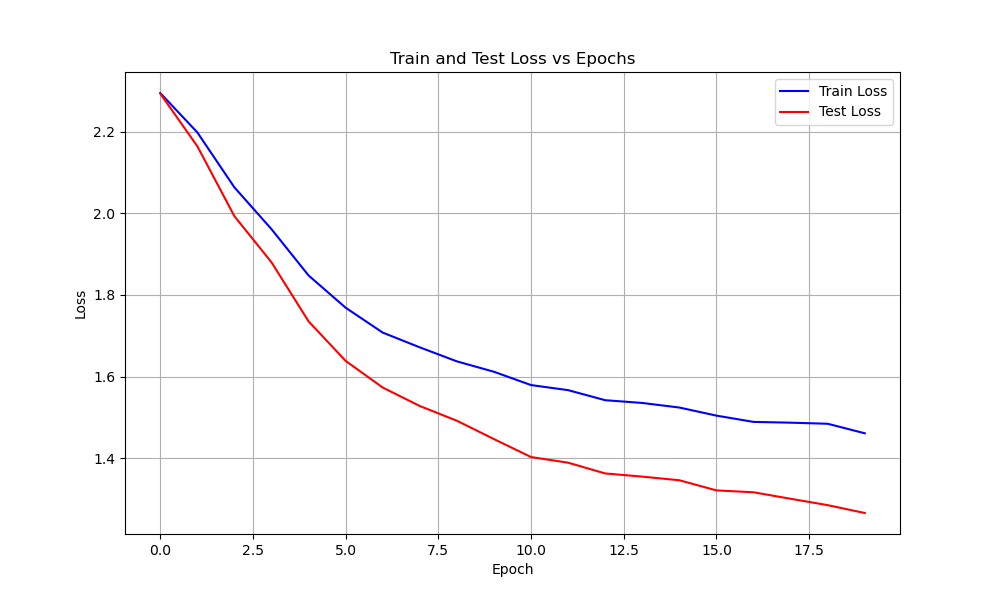 Train and Test Loss vs Epochs
Train Loss
Test Loss
2.2
2.0
1.8
1.6
1.4
Loss
0.0 2.5 5.0 7.5 10.0 12.5 15.0 17.5
Epoch